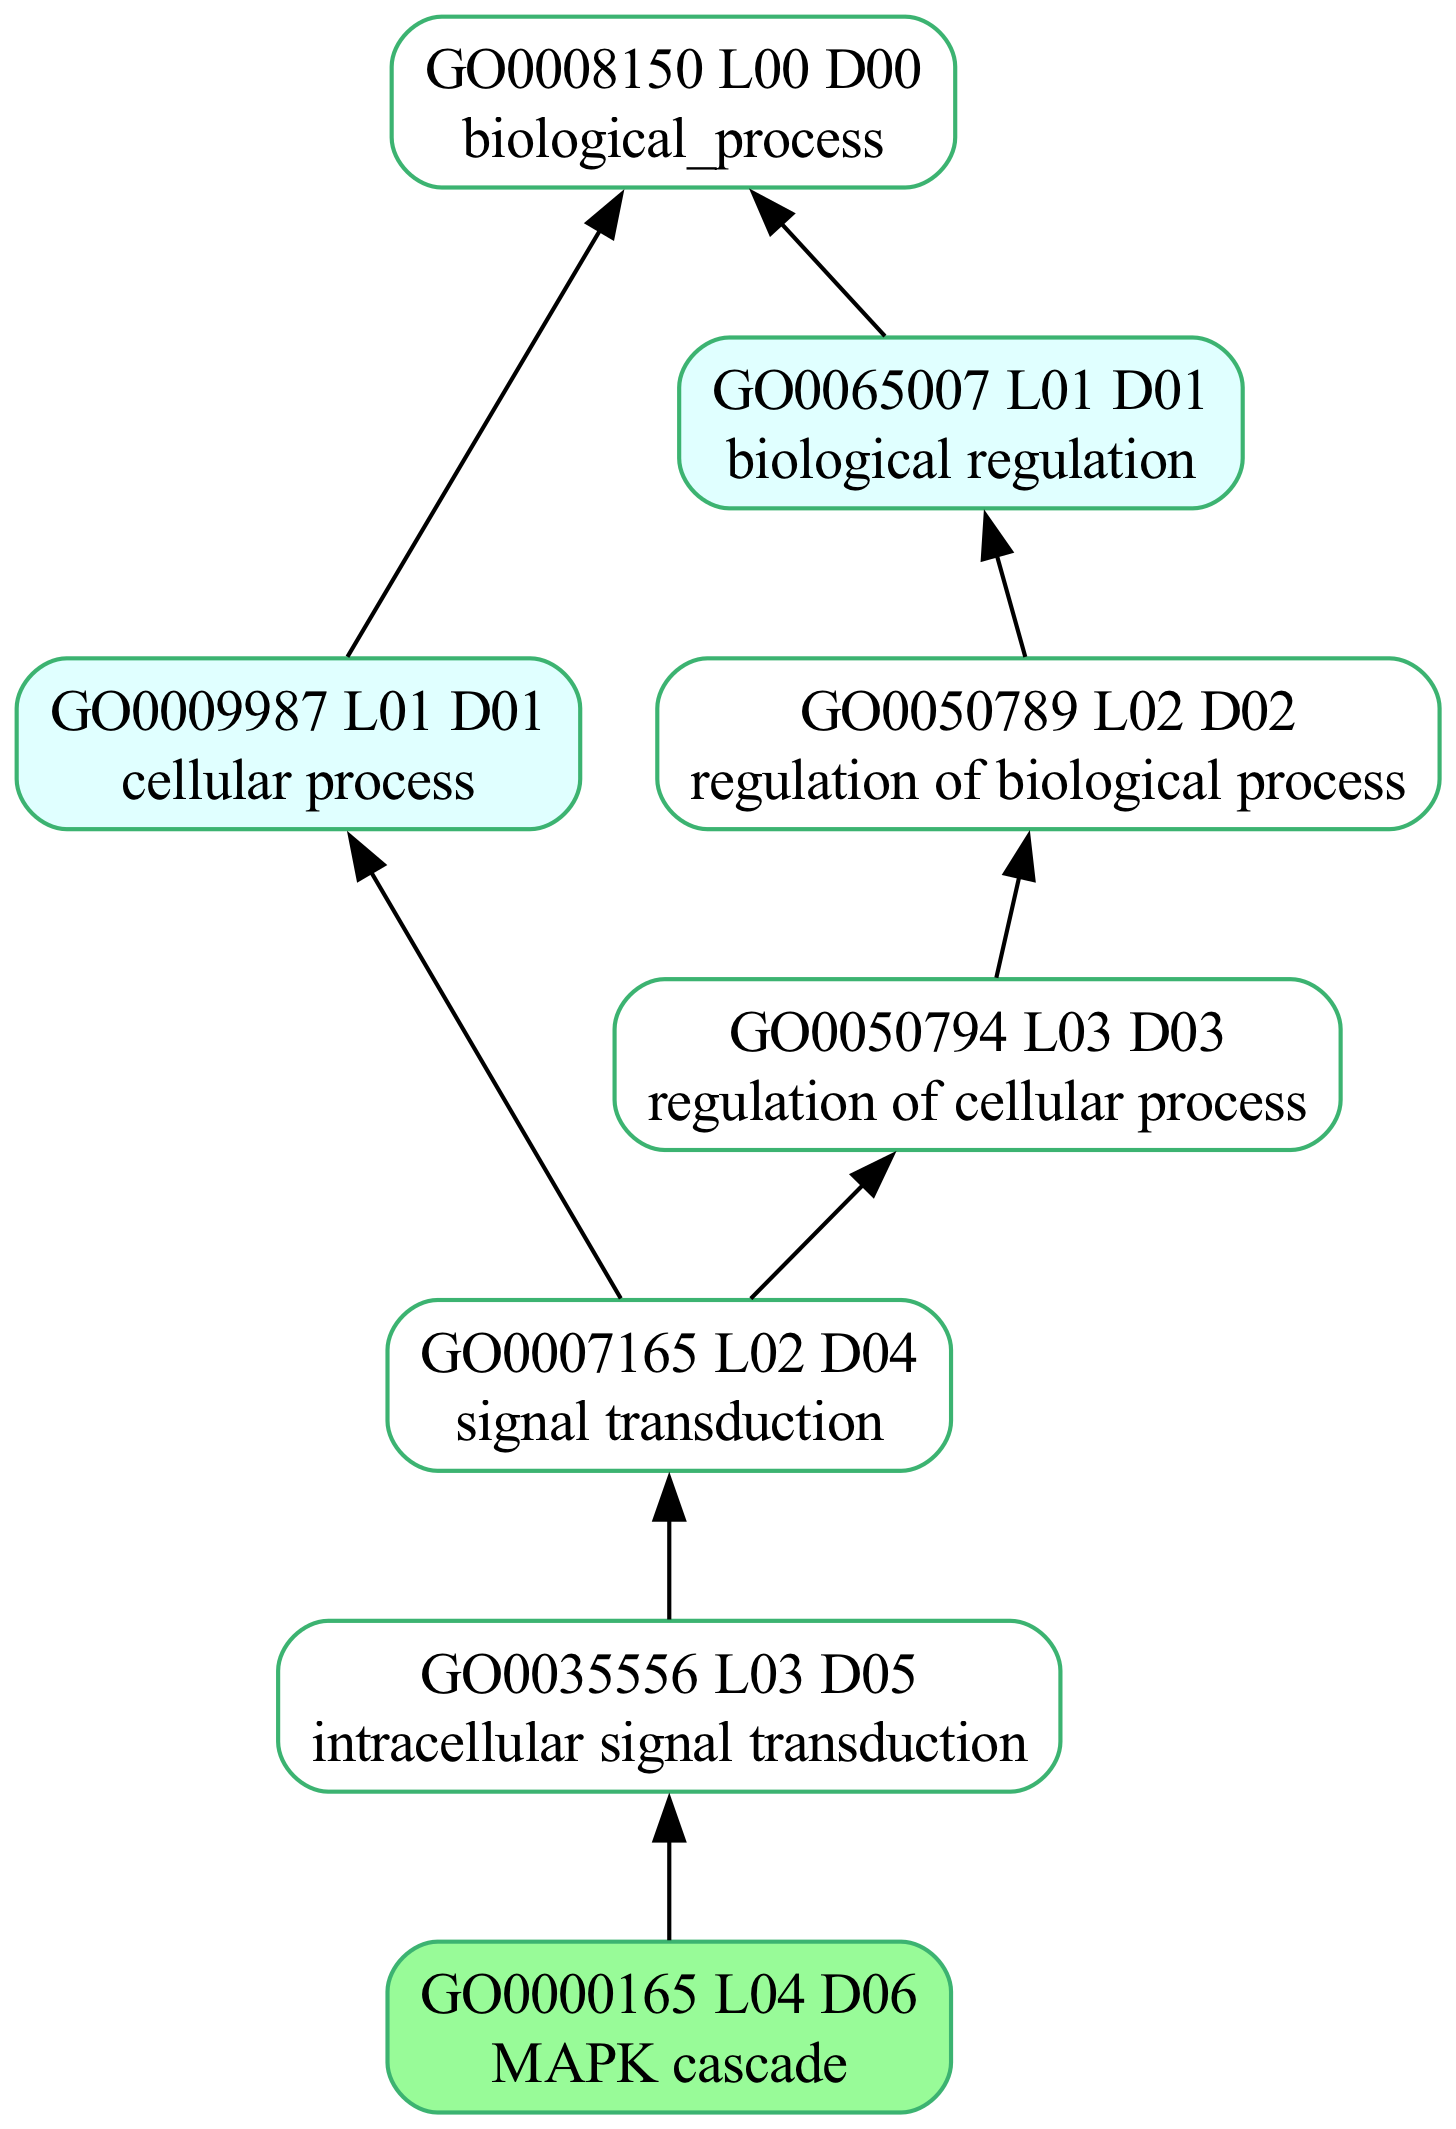 GO0008150 L00 D00
biological_process
GO0065007 L01 D01
biological regulation
GO0009987 L01 D01
cellular process
GO0050789 L02 D02
regulation of biological process
GO0050794 L03 D03
regulation of cellular process
GO0007165 L02 D04
signal transduction
GO0035556 L03 D05
intracellular signal transduction
GO0000165 L04 D06
MAPK cascade